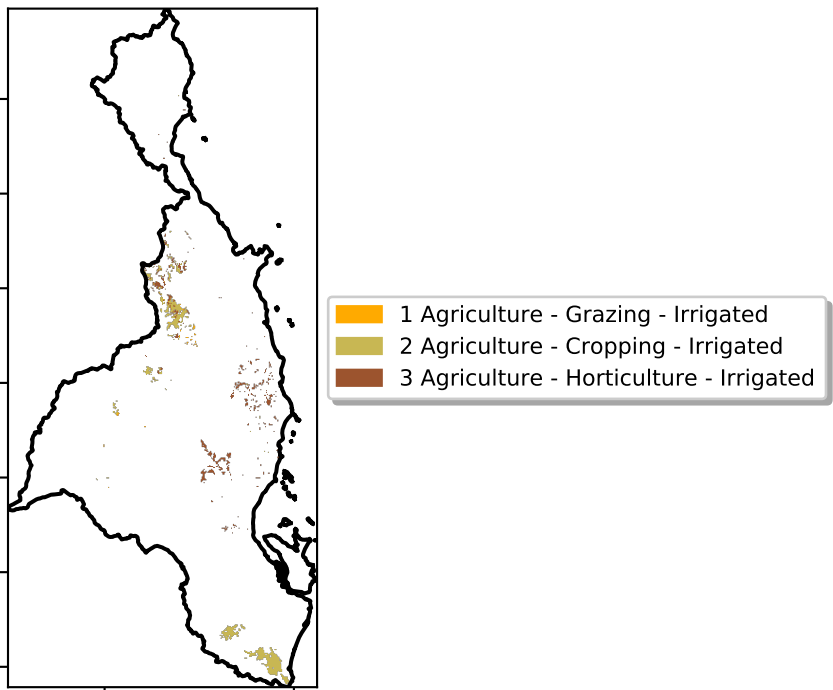 1 Agriculture - Grazing - Irrigated
2 Agriculture - Cropping - Irrigated
3 Agriculture - Horticulture - Irrigated